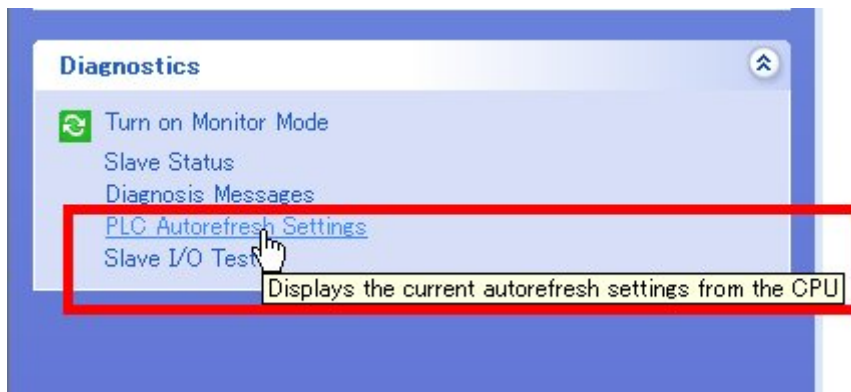 Diagnostics
Turn on Monitor Mode
Slave Status
Diagnosis Messages
PLC Autorefresh Settings
Slave I/O Test
Displays the current autorefresh settings from the CPU